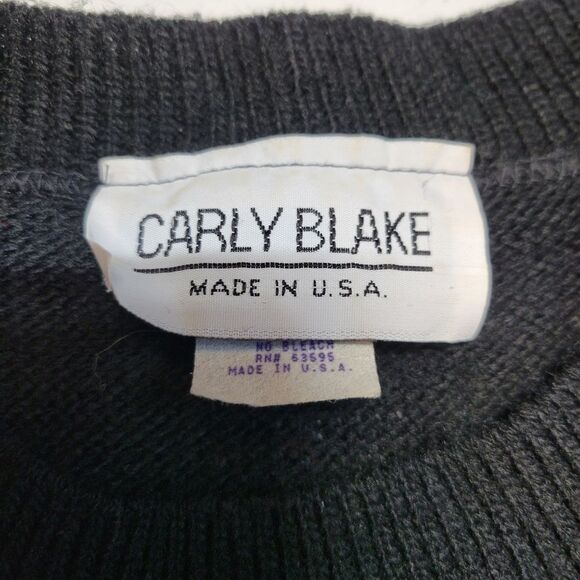 CARLY BLAKE
MADE IN U.S.A.
NO BLEACH
RN# 63595
MADE IN U.S.A.